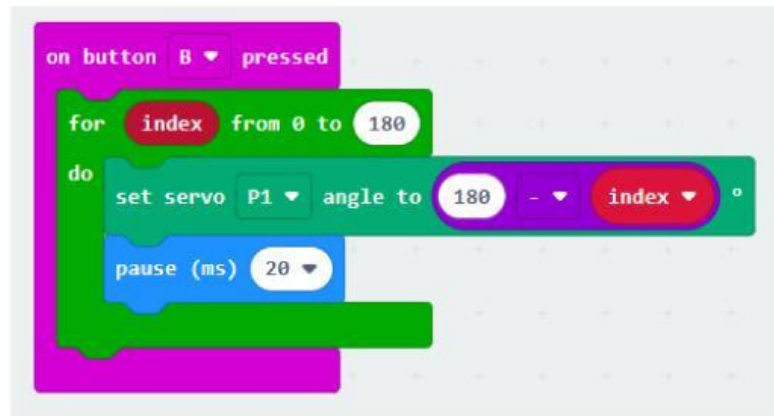 on button B pressed
for index from 0 to 180
do
set servo P1 angle to 180 - index °
pause (ms) 20